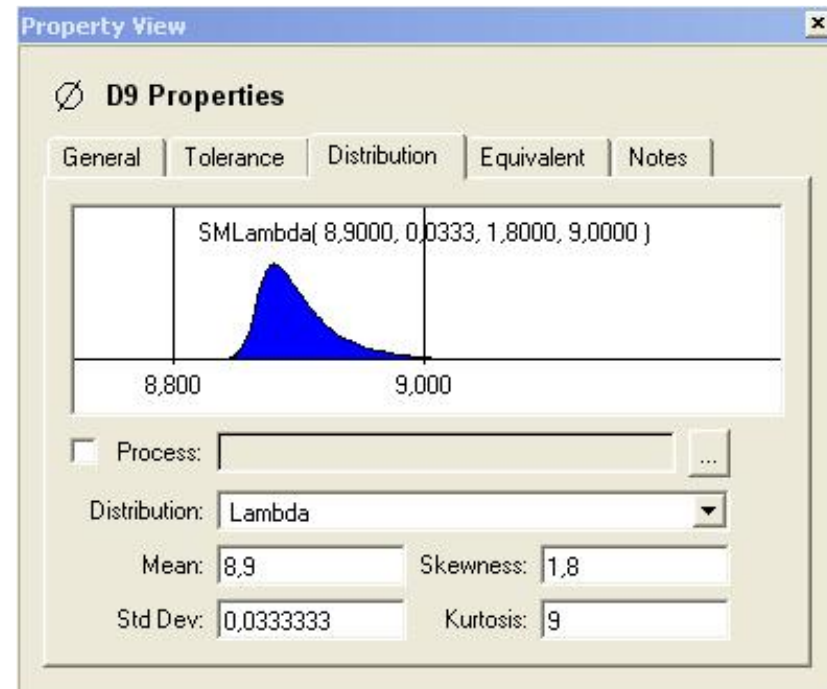 Property View
Ø D9 Properties
General Tolerance Distribution Equivalent Notes
SMLambda( 8,9000, 0,0333, 1,8000, 9,0000 )
8,800 9,000
Process: ...
Distribution: Lambda
Mean: 8,9 Skewness: 1,8
Std Dev: 0,0333333 Kurtosis: 9